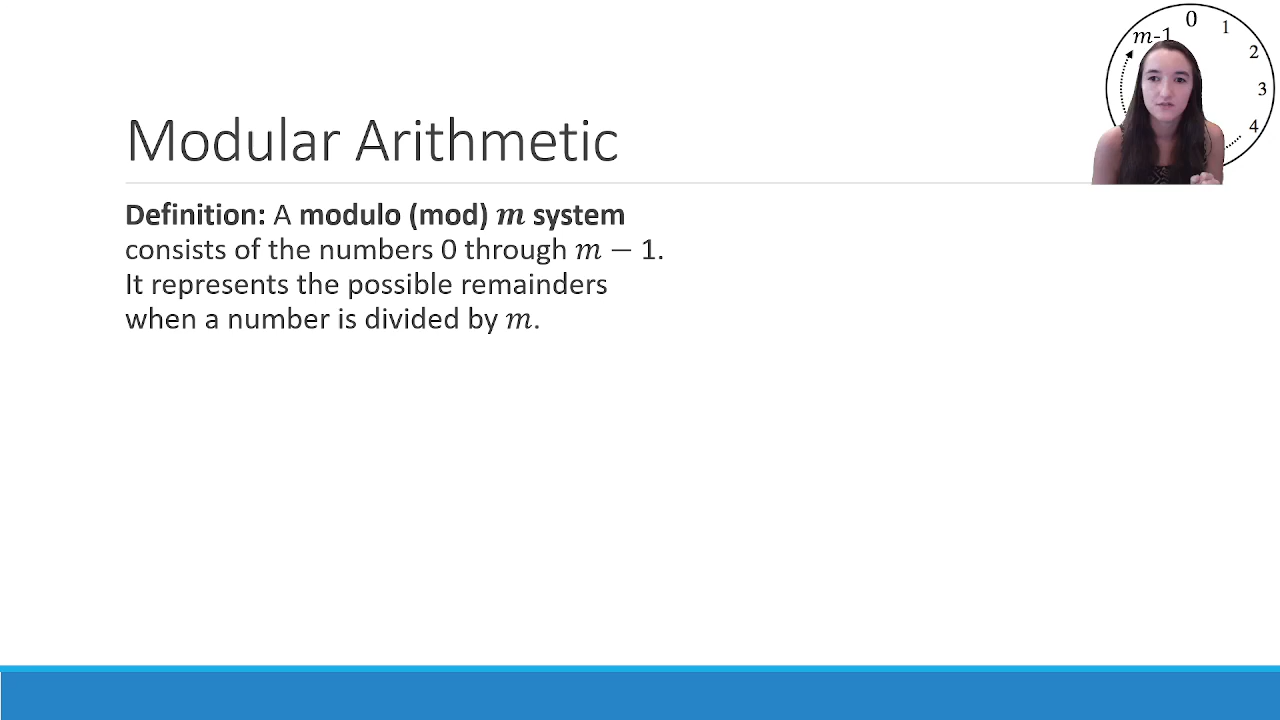 0
m-1
1
2
3
4
Modular Arithmetic
Definition: A modulo (mod) m system
consists of the numbers 0 through m − 1.
It represents the possible remainders
when a number is divided by m.